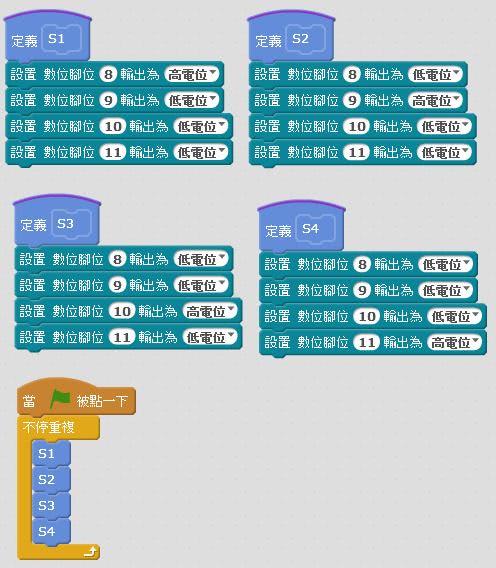 定義 S1
設置 數位腳位 8 輸出為 高電位
設置 數位腳位 9 輸出為 低電位
設置 數位腳位 10 輸出為 低電位
設置 數位腳位 11 輸出為 低電位
定義 S2
設置 數位腳位 8 輸出為 低電位
設置 數位腳位 9 輸出為 高電位
設置 數位腳位 10 輸出為 低電位
設置 數位腳位 11 輸出為 低電位
定義 S3
設置 數位腳位 8 輸出為 低電位
設置 數位腳位 9 輸出為 低電位
設置 數位腳位 10 輸出為 高電位
設置 數位腳位 11 輸出為 低電位
定義 S4
設置 數位腳位 8 輸出為 低電位
設置 數位腳位 9 輸出為 低電位
設置 數位腳位 10 輸出為 低電位
設置 數位腳位 11 輸出為 高電位
當 被點一下
不停重複
S1
S2
S3
S4